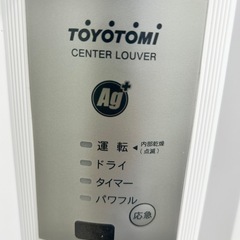 TOYOTOMI
CENTER LOUVER
Ag+
運転 ◀内部乾燥
(点滅)
ドライ
タイマー
パワフル
応急